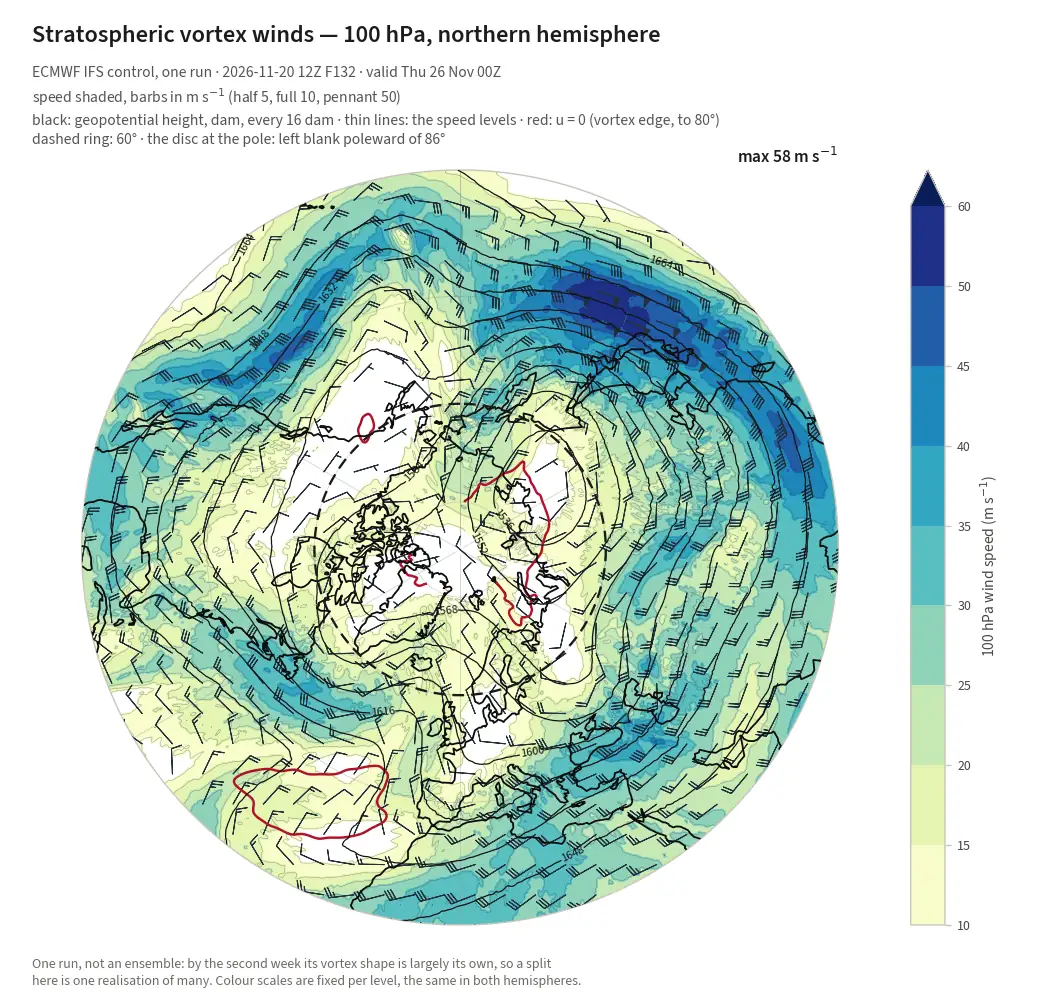 Stratospheric vortex winds — 100 hPa, northern hemisphere
ECMWF IFS control, one run · 2026-11-20 12Z F132 · valid Thu 26 Nov 00Z
speed shaded, barbs in m s⁻¹ (half 5, full 10, pennant 50)
black: geopotential height, dam, every 16 dam · thin lines: the speed levels · red: u = 0 (vortex edge, to 80°)
dashed ring: 60° · the disc at the pole: left blank poleward of 86°
max 58 m s⁻¹
60
50
45
40
35
30
25
20
15
10
100 hPa wind speed (m s⁻¹)
1664
1632
1648
1664
1552
1568
1616
1600
1648
One run, not an ensemble: by the second week its vortex shape is largely its own, so a split
here is one realisation of many. Colour scales are fixed per level, the same in both hemispheres.